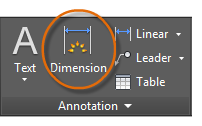 A
Linear
Leader
Text
Dimension
Table
Annotation